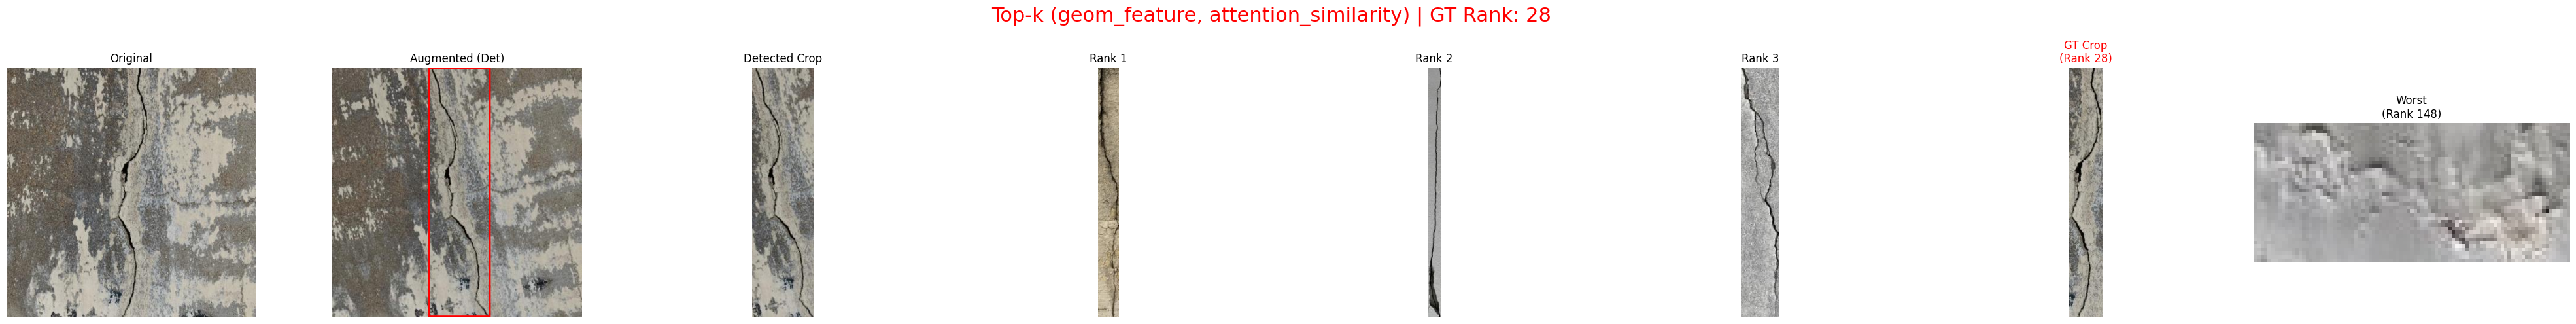 Top-k (geom_feature, attention_similarity) | GT Rank: 28
Original
Augmented (Det)
Detected Crop
Rank 1
Rank 2
Rank 3
GT Crop
(Rank 28)
Worst
(Rank 148)